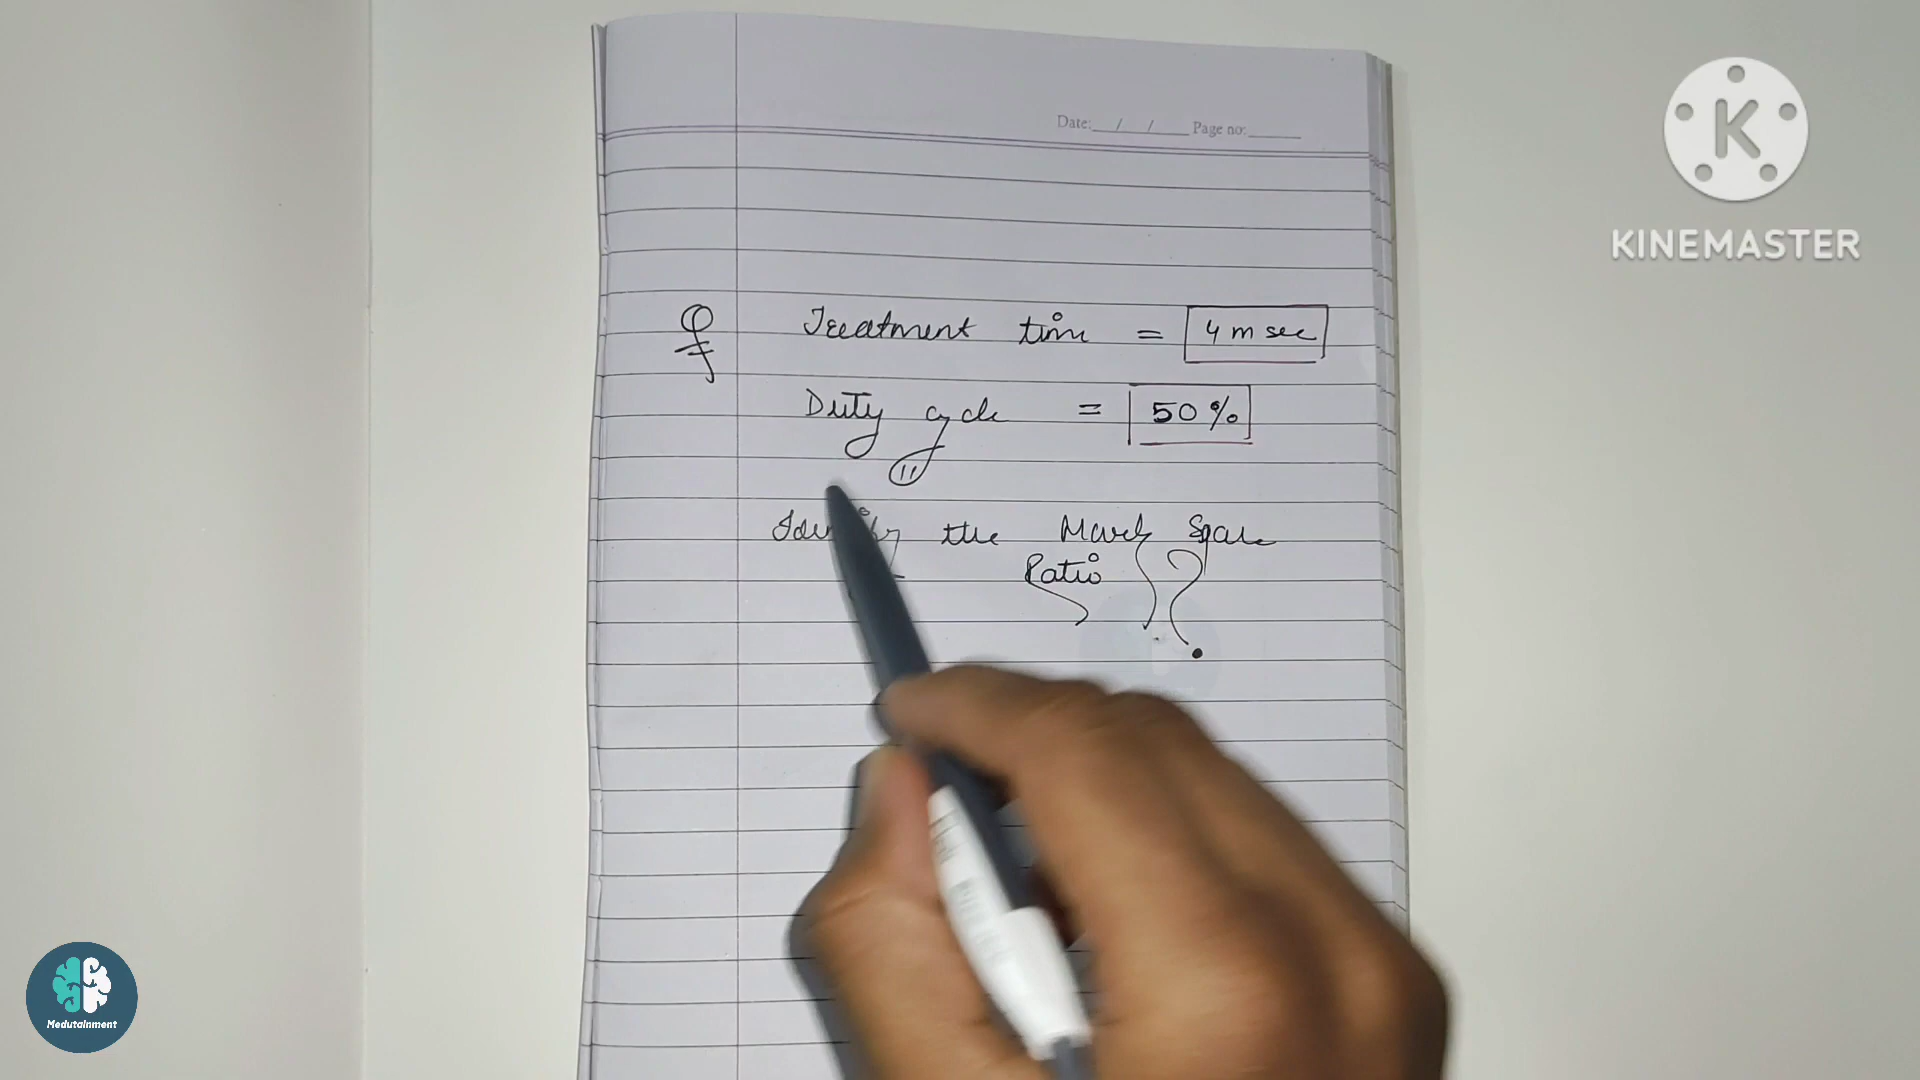 Date: / / Page no:
K
KINEMASTER
Q Treatment time = 4 m sec
Duty cycle = 50%
the Mark Space
Ratio ?
Medutainment